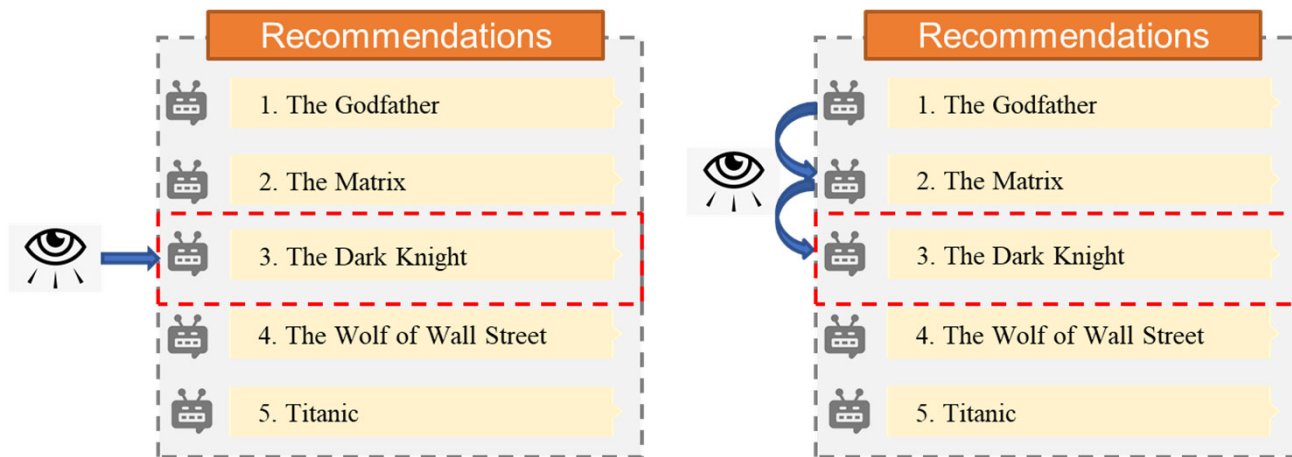 Recommendations
1. The Godfather
2. The Matrix
3. The Dark Knight
4. The Wolf of Wall Street
5. Titanic
Recommendations
1. The Godfather
2. The Matrix
3. The Dark Knight
4. The Wolf of Wall Street
5. Titanic